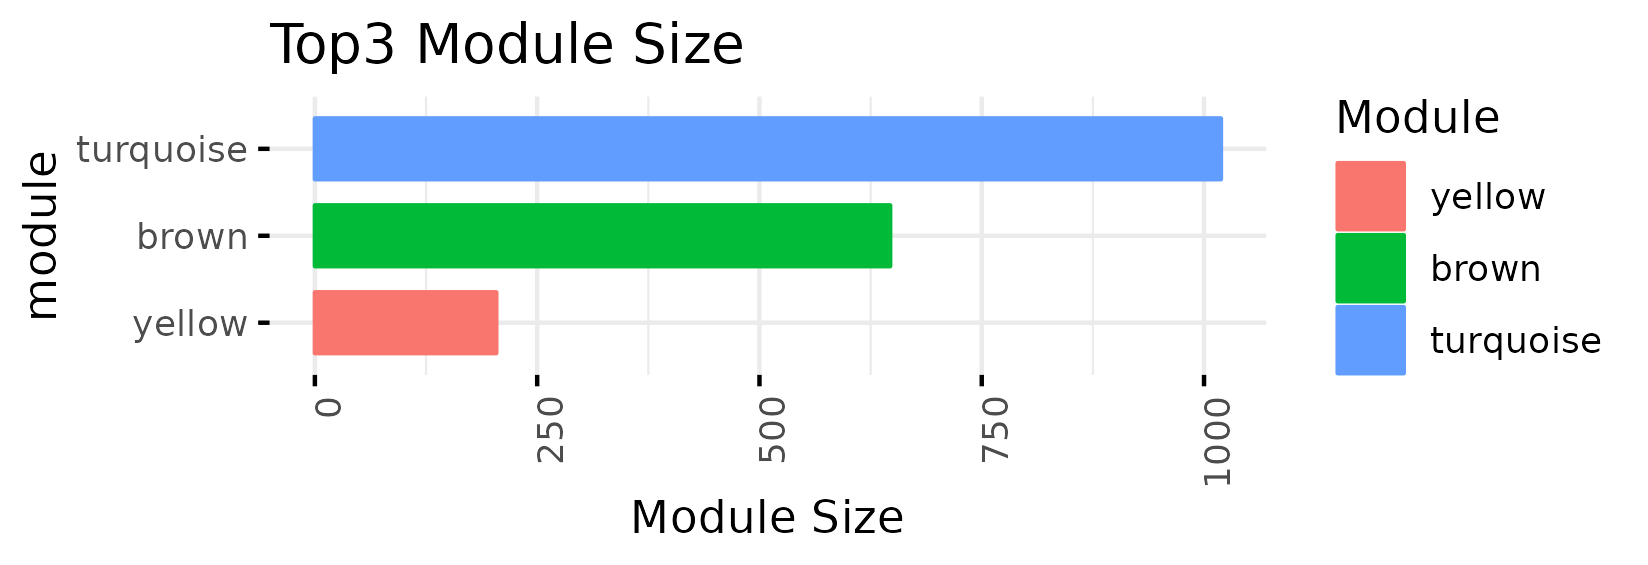 Top3 Module Size
module
turquoise
brown
yellow
0
250
500
750
1000
Module Size
Module
yellow
brown
turquoise